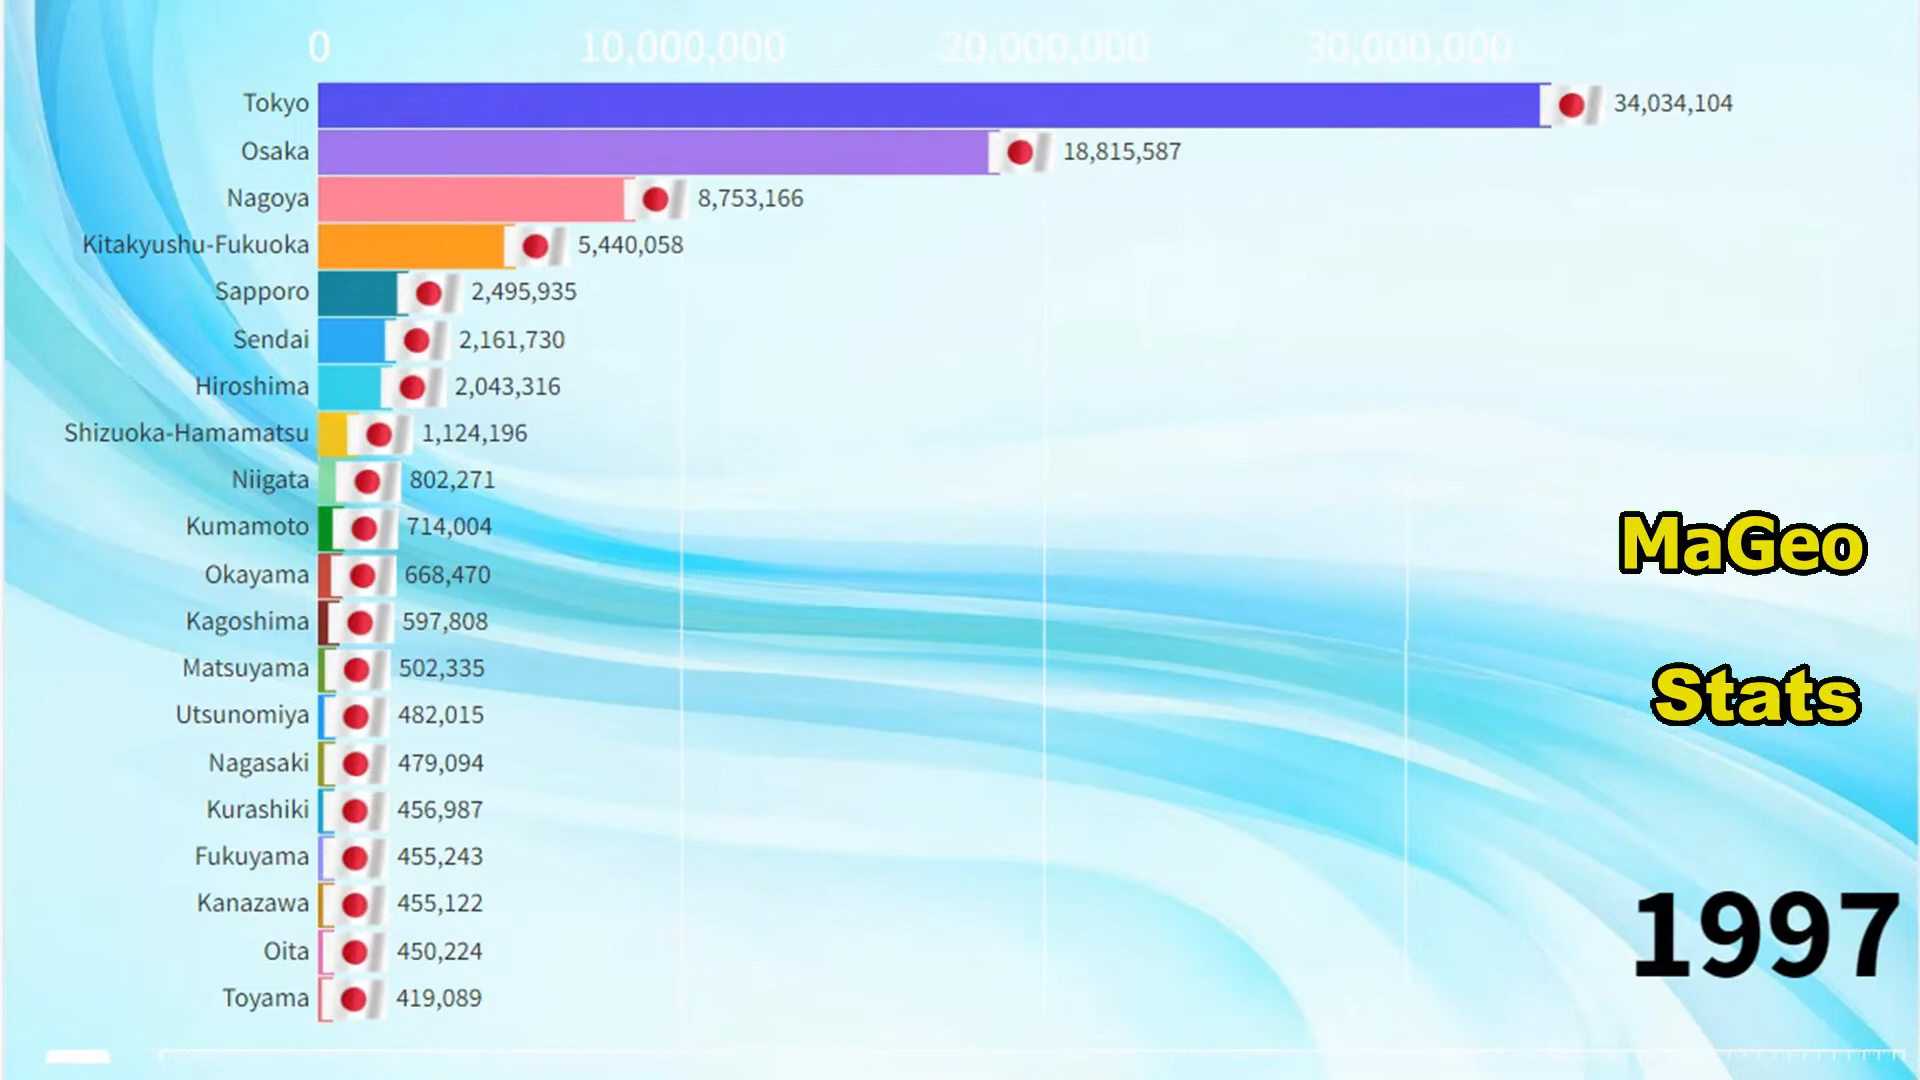 0 10,000,000 20,000,000 30,000,000
Tokyo 34,034,104
Osaka 18,815,587
Nagoya 8,753,166
Kitakyushu-Fukuoka 5,440,058
Sapporo 2,495,935
Sendai 2,161,730
Hiroshima 2,043,316
Shizuoka-Hamamatsu 1,124,196
Niigata 802,271
Kumamoto 714,004
Okayama 668,470
Kagoshima 597,808
Matsuyama 502,335
Utsunomiya 482,015
Nagasaki 479,094
Kurashiki 456,987
Fukuyama 455,243
Kanazawa 455,122
Oita 450,224
Toyama 419,089
MaGeo
Stats
1997